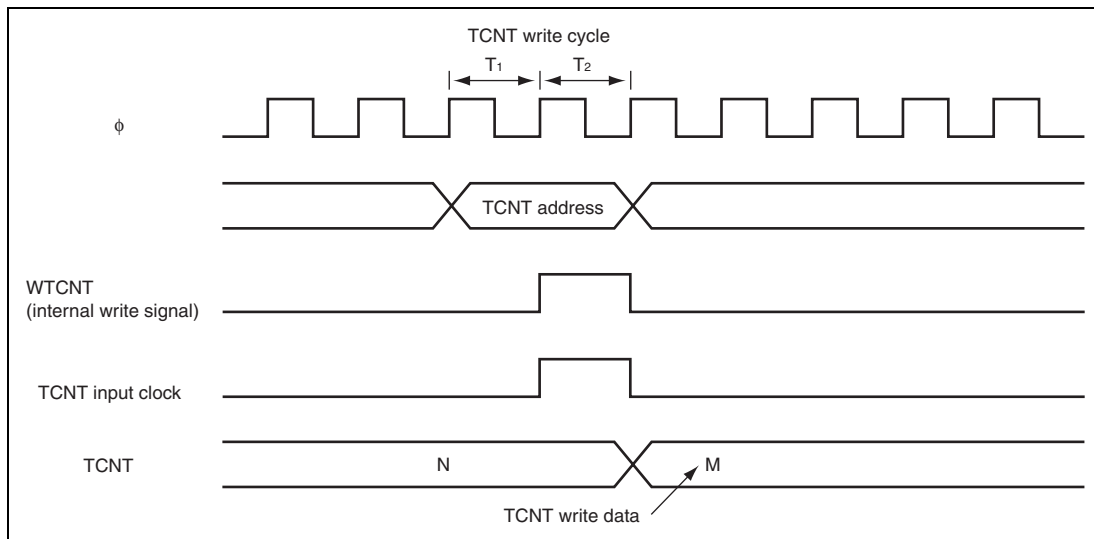 TCNT write cycle
T1 T2
ϕ
TCNT address
WTCNT
(internal write signal)
TCNT input clock
TCNT N M
TCNT write data